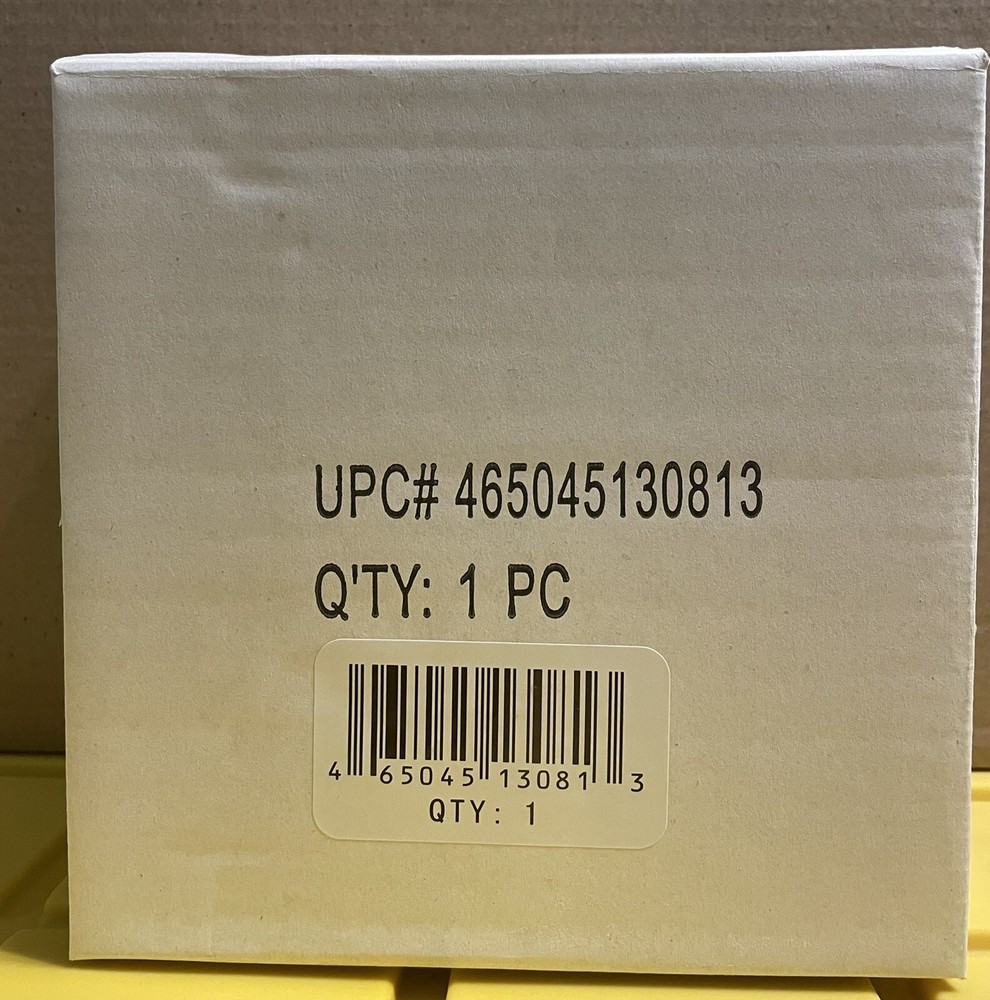 UPC# 465045130813
Q'TY: 1 PC
4 65045 13081 3
QTY: 1